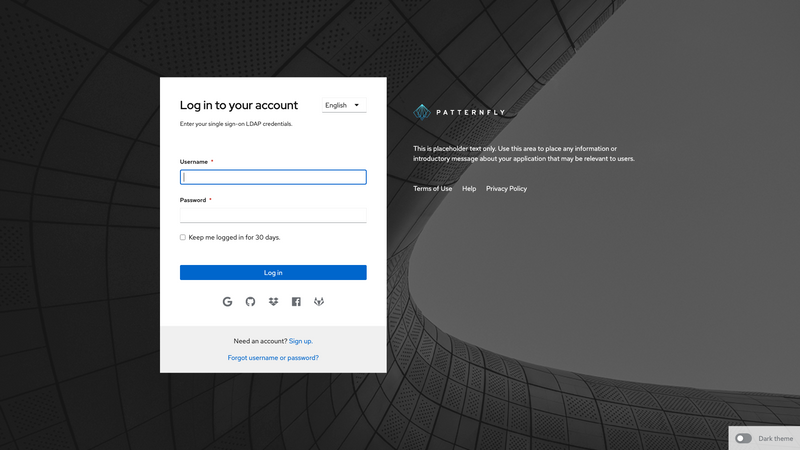 Log in to your account
English
Enter your single sign-on LDAP credentials.
Username *
Password *
Keep me logged in for 30 days.
Log in
Need an account? Sign up.
Forgot username or password?
PATTERNFLY
This is placeholder text only. Use this area to place any information or
introductory message about your application that may be relevant to users.
Terms of Use Help Privacy Policy
Dark theme